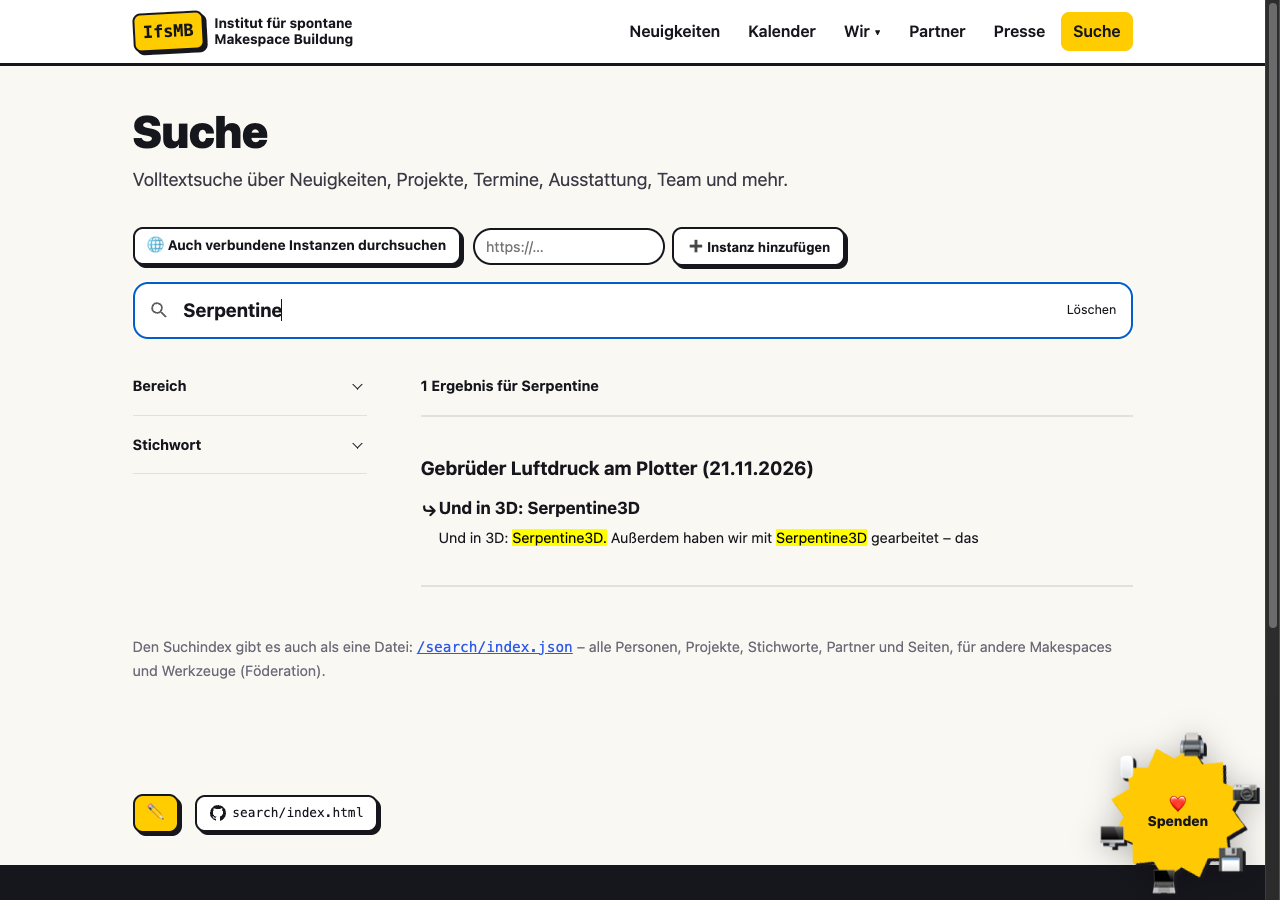 IfsMB
Institut für spontane
Makespace Buildung
Neuigkeiten Kalender Wir ▾ Partner Presse Suche
Suche
Volltextsuche über Neuigkeiten, Projekte, Termine, Ausstattung, Team und mehr.
🌐 Auch verbundene Instanzen durchsuchen https://... ➕ Instanz hinzufügen
Serpentine Löschen
Bereich
Stichwort
1 Ergebnis für Serpentine
Gebrüder Luftdruck am Plotter (21.11.2026)
Und in 3D: Serpentine3D
Und in 3D: Serpentine3D. Außerdem haben wir mit Serpentine3D gearbeitet – das
Den Suchindex gibt es auch als eine Datei: /search/index.json – alle Personen, Projekte, Stichworte, Partner und Seiten, für andere Makespaces
und Werkzeuge (Föderation).
search/index.html
Spenden